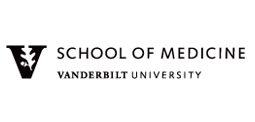 V SCHOOL OF MEDICINE
VANDERBILT UNIVERSITY